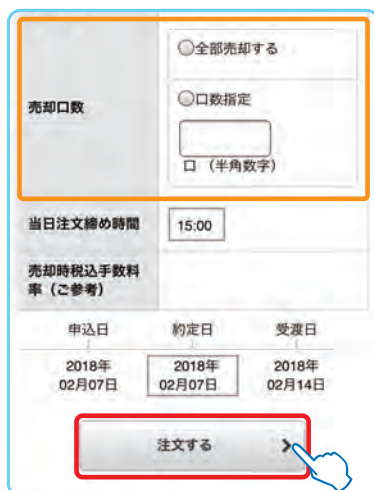 売却口数
◯全部売却する
◯口数指定
口 （半角数字）
当日注文締め時間
15:00
売却時税込手数料
率（ご参考）
申込日 約定日 受渡日
2018年 2018年 2018年
02月07日 02月07日 02月14日
注文する